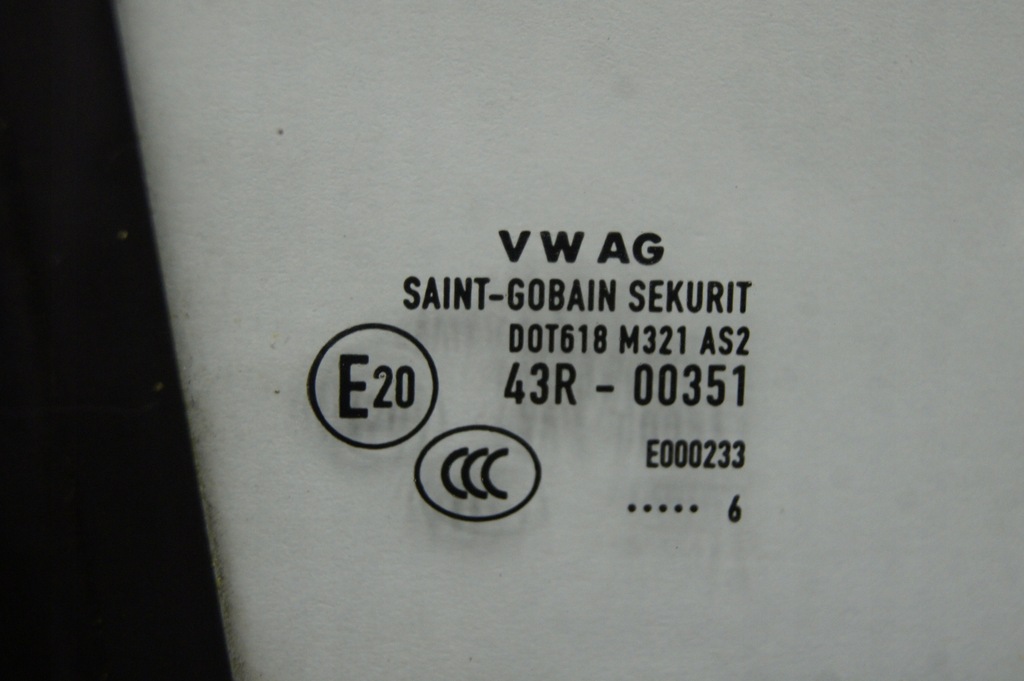 VW AG
SAINT-GOBAIN SEKURIT
DOT618 M321 AS2
E20
43R - 00351
CCC
E000233
..... 6